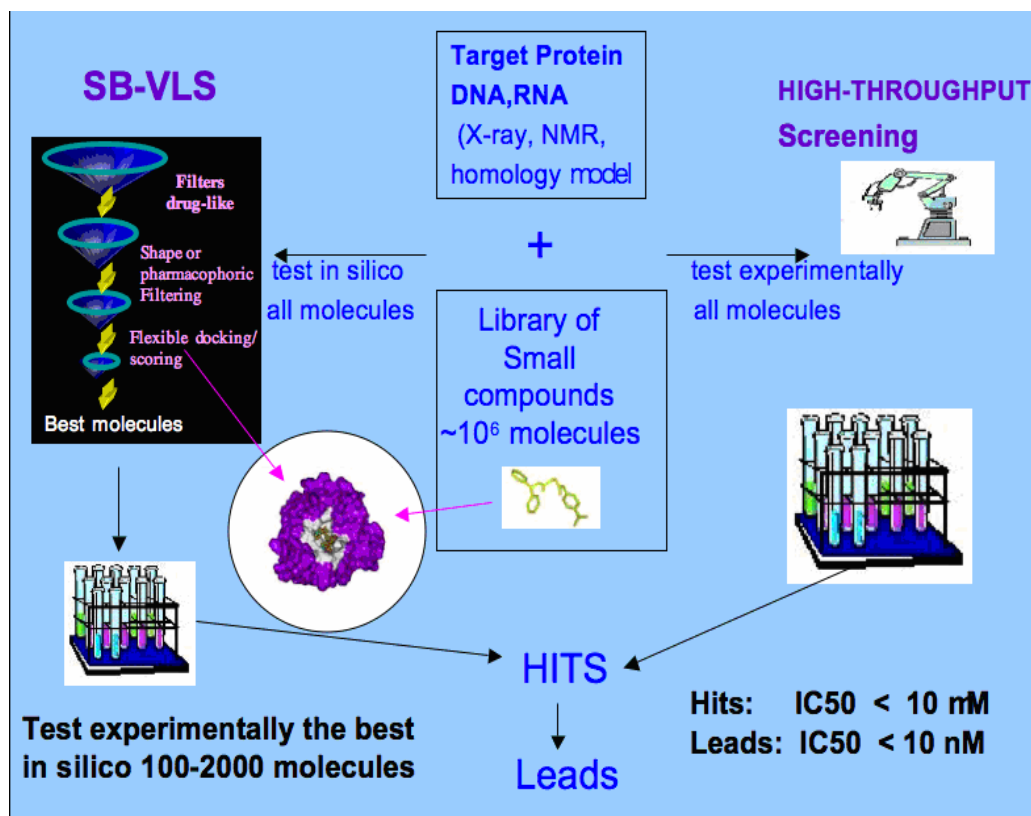 SB-VLS
Filters
drug-like
Shape or
pharmacophoric
Filtering
Flexible docking/
scoring
Best molecules
Target Protein
DNA,RNA
(X-ray, NMR,
homology model
+
HIGH-THROUGHPUT
Screening
test in silico
all molecules
test experimentally
all molecules
Library of
Small
compounds
~10⁶ molecules
HITS
Leads
Test experimentally the best
in silico 100-2000 molecules
Hits: IC50 < 10 mM
Leads: IC50 < 10 nM